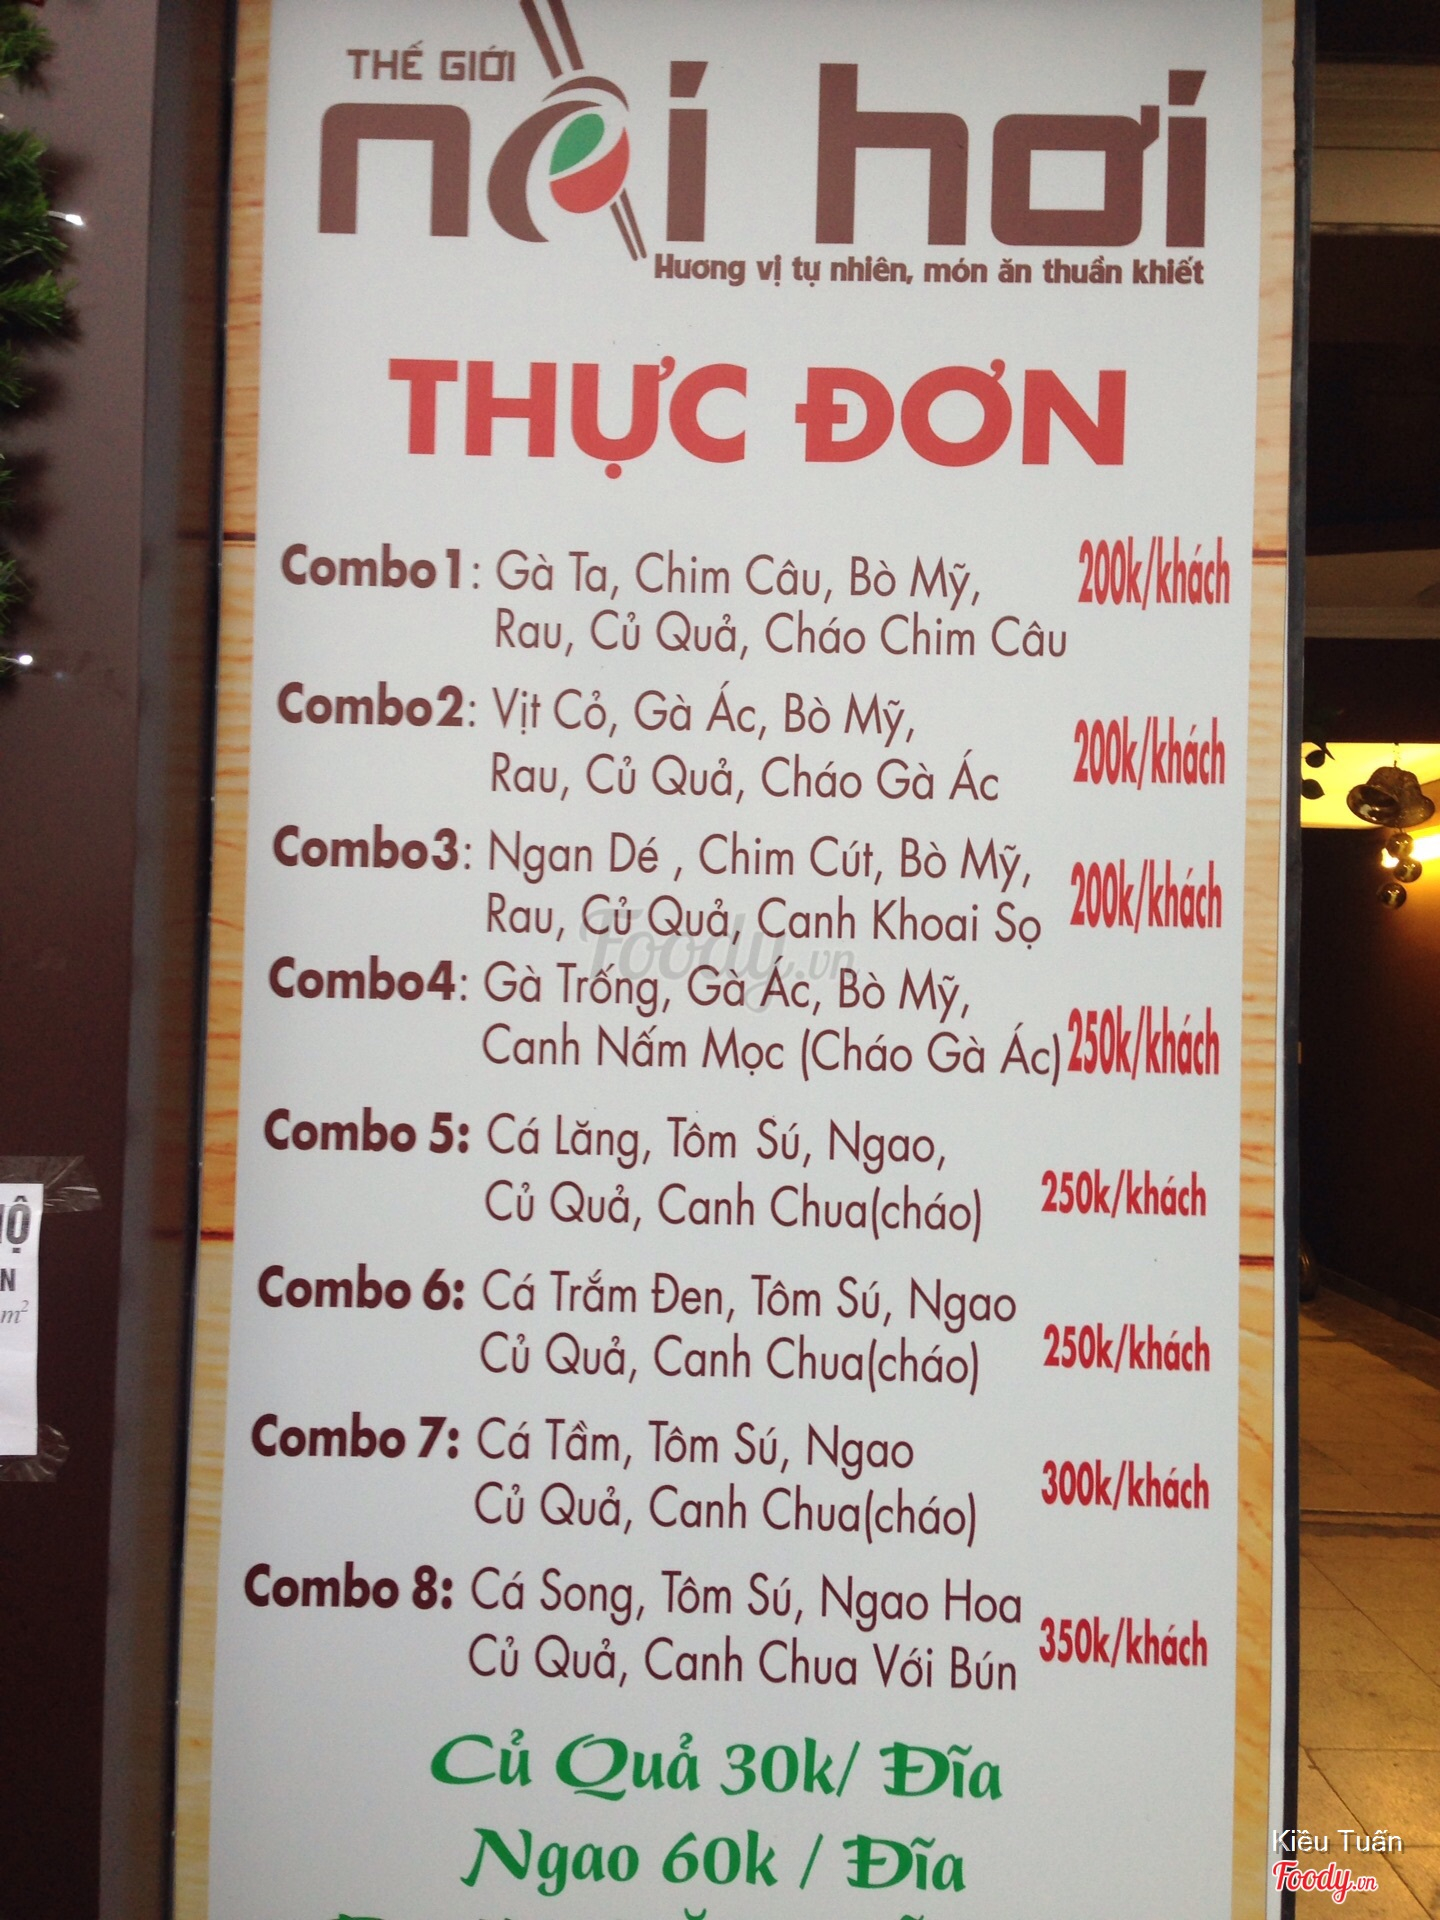 THẾ GIỚI
nồi hơi
Hương vị tự nhiên, món ăn thuần khiết
THỰC ĐƠN
Combo1: Gà Ta, Chim Câu, Bò Mỹ, 200k/khách
Rau, Củ Quả, Cháo Chim Câu
Combo2: Vịt Cỏ, Gà Ác, Bò Mỹ,
Rau, Củ Quả, Cháo Gà Ác 200k/khách
Combo3: Ngan Dé , Chim Cút, Bò Mỹ,
Rau, Củ Quả, Canh Khoai Sọ 200k/khách
Combo4: Gà Trống, Gà Ác, Bò Mỹ,
Canh Nấm Mọc (Cháo Gà Ác) 250k/khách
Combo 5: Cá Lăng, Tôm Sú, Ngao,
Củ Quả, Canh Chua(cháo) 250k/khách
Combo 6: Cá Trắm Đen, Tôm Sú, Ngao
Củ Quả, Canh Chua(cháo) 250k/khách
Combo 7: Cá Tầm, Tôm Sú, Ngao
Củ Quả, Canh Chua(cháo) 300k/khách
Combo 8: Cá Song, Tôm Sú, Ngao Hoa
Củ Quả, Canh Chua Với Bún 350k/khách
Củ Quả 30k/ Đĩa
Ngao 60k / Đĩa
Foody.vn
N
m²
Kiều Tuấn
Foody.vn